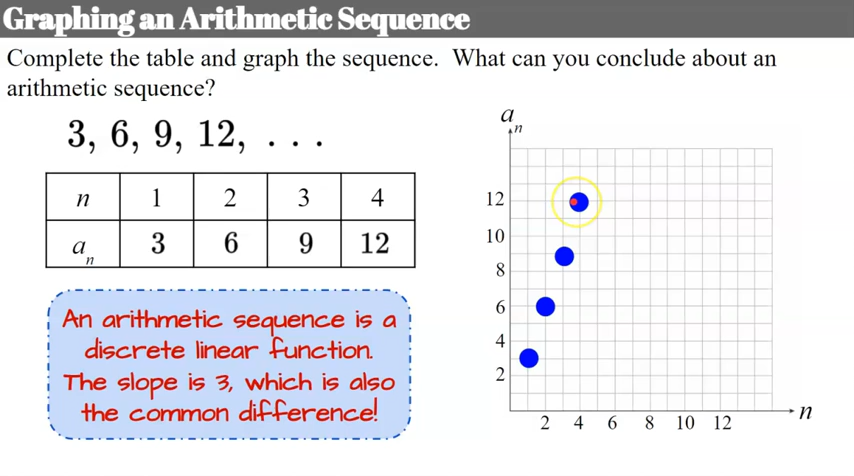 Graphing an Arithmetic Sequence
Complete the table and graph the sequence. What can you conclude about an
arithmetic sequence?
3, 6, 9, 12, . . .
n 1 2 3 4
aₙ 3 6 9 12
An arithmetic sequence is a
discrete linear function.
The slope is 3, which is also
the common difference!
aₙ
12
10
8
6
4
2
2 4 6 8 10 12 n